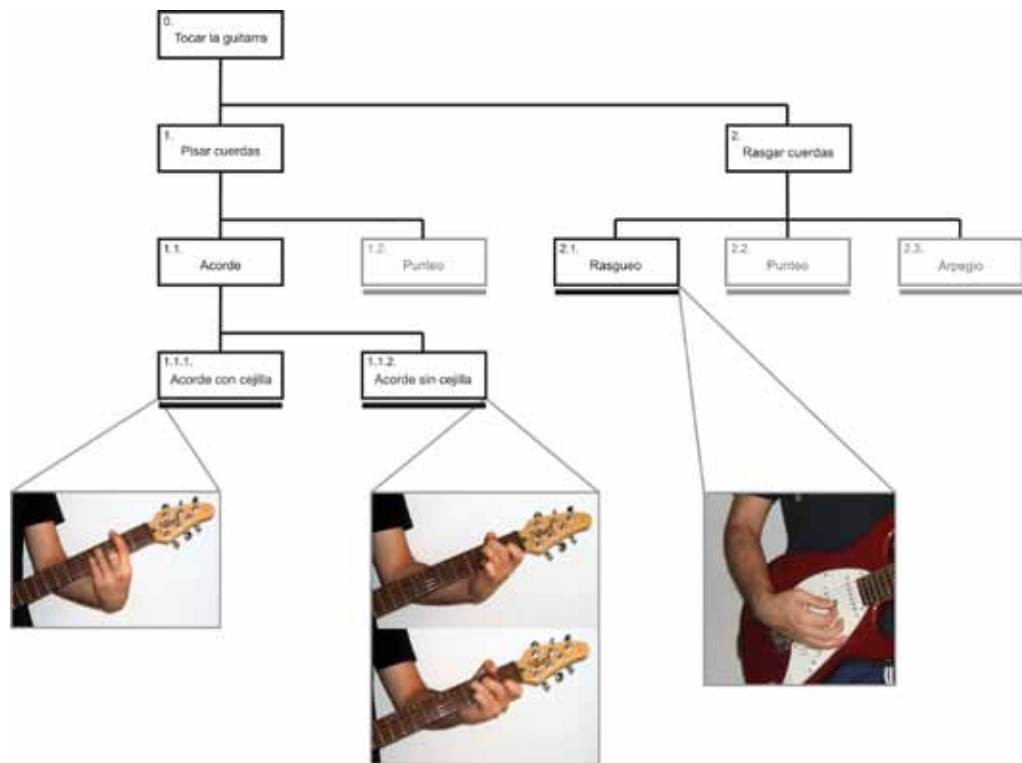 0.
Tocar la guitarra
1.
Pisar cuerdas
2.
Rasgar cuerdas
1.1.
Acorde
1.2.
Punteo
2.1.
Rasgueo
2.2.
Punteo
2.3.
Arpegio
1.1.1.
Acorde con cejilla
1.1.2.
Acorde sin cejilla